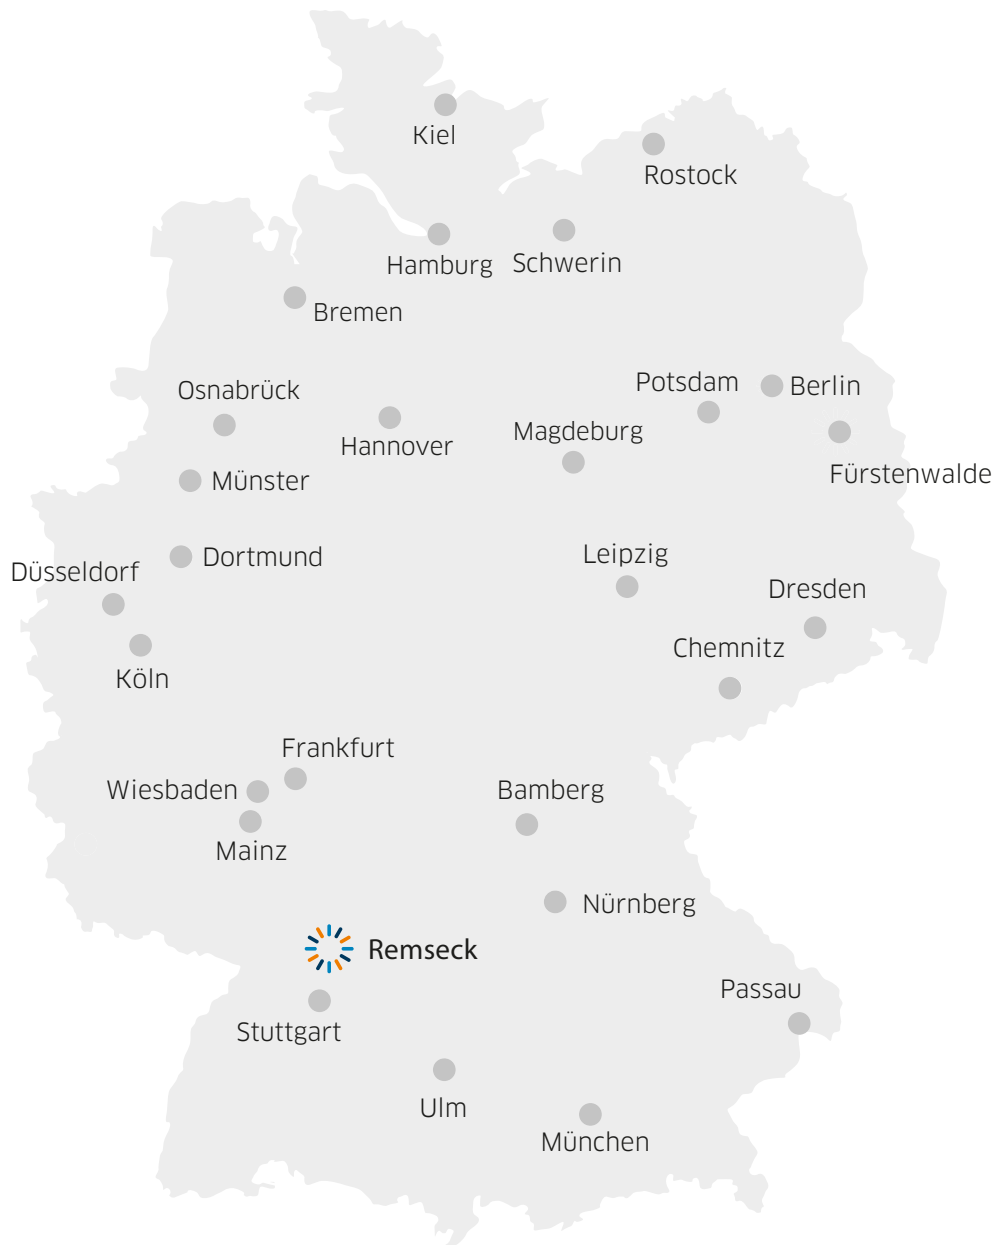 Kiel
Rostock
Hamburg
Schwerin
Bremen
Potsdam
Berlin
Osnabrück
Magdeburg
Hannover
Fürstenwalde
Münster
Leipzig
Dortmund
Düsseldorf
Dresden
Chemnitz
Köln
Frankfurt
Wiesbaden
Bamberg
Mainz
Nürnberg
Remseck
Passau
Stuttgart
Ulm
München